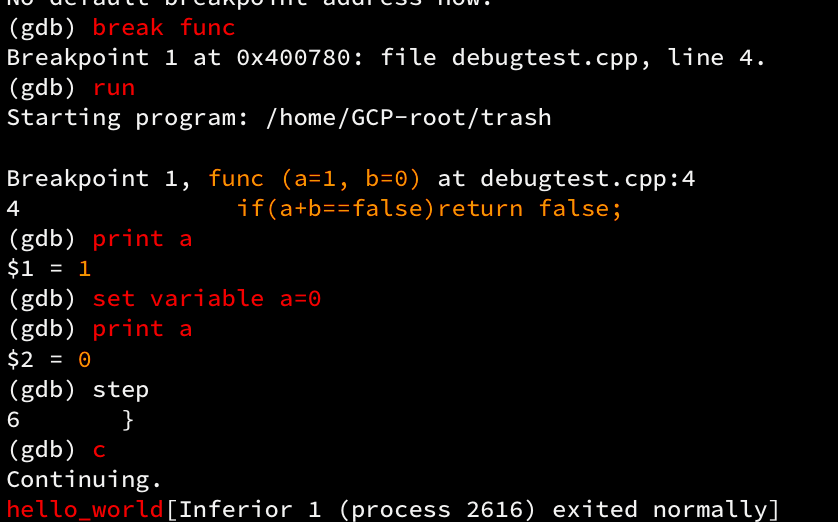 No default breakpoint address now.
(gdb) break func
Breakpoint 1 at 0x400780: file debugtest.cpp, line 4.
(gdb) run
Starting program: /home/GCP-root/trash
Breakpoint 1, func (a=1, b=0) at debugtest.cpp:4
4               if(a+b==false)return false;
(gdb) print a
$1 = 1
(gdb) set variable a=0
(gdb) print a
$2 = 0
(gdb) step
6       }
(gdb) c
Continuing.
hello_world[Inferior 1 (process 2616) exited normally]